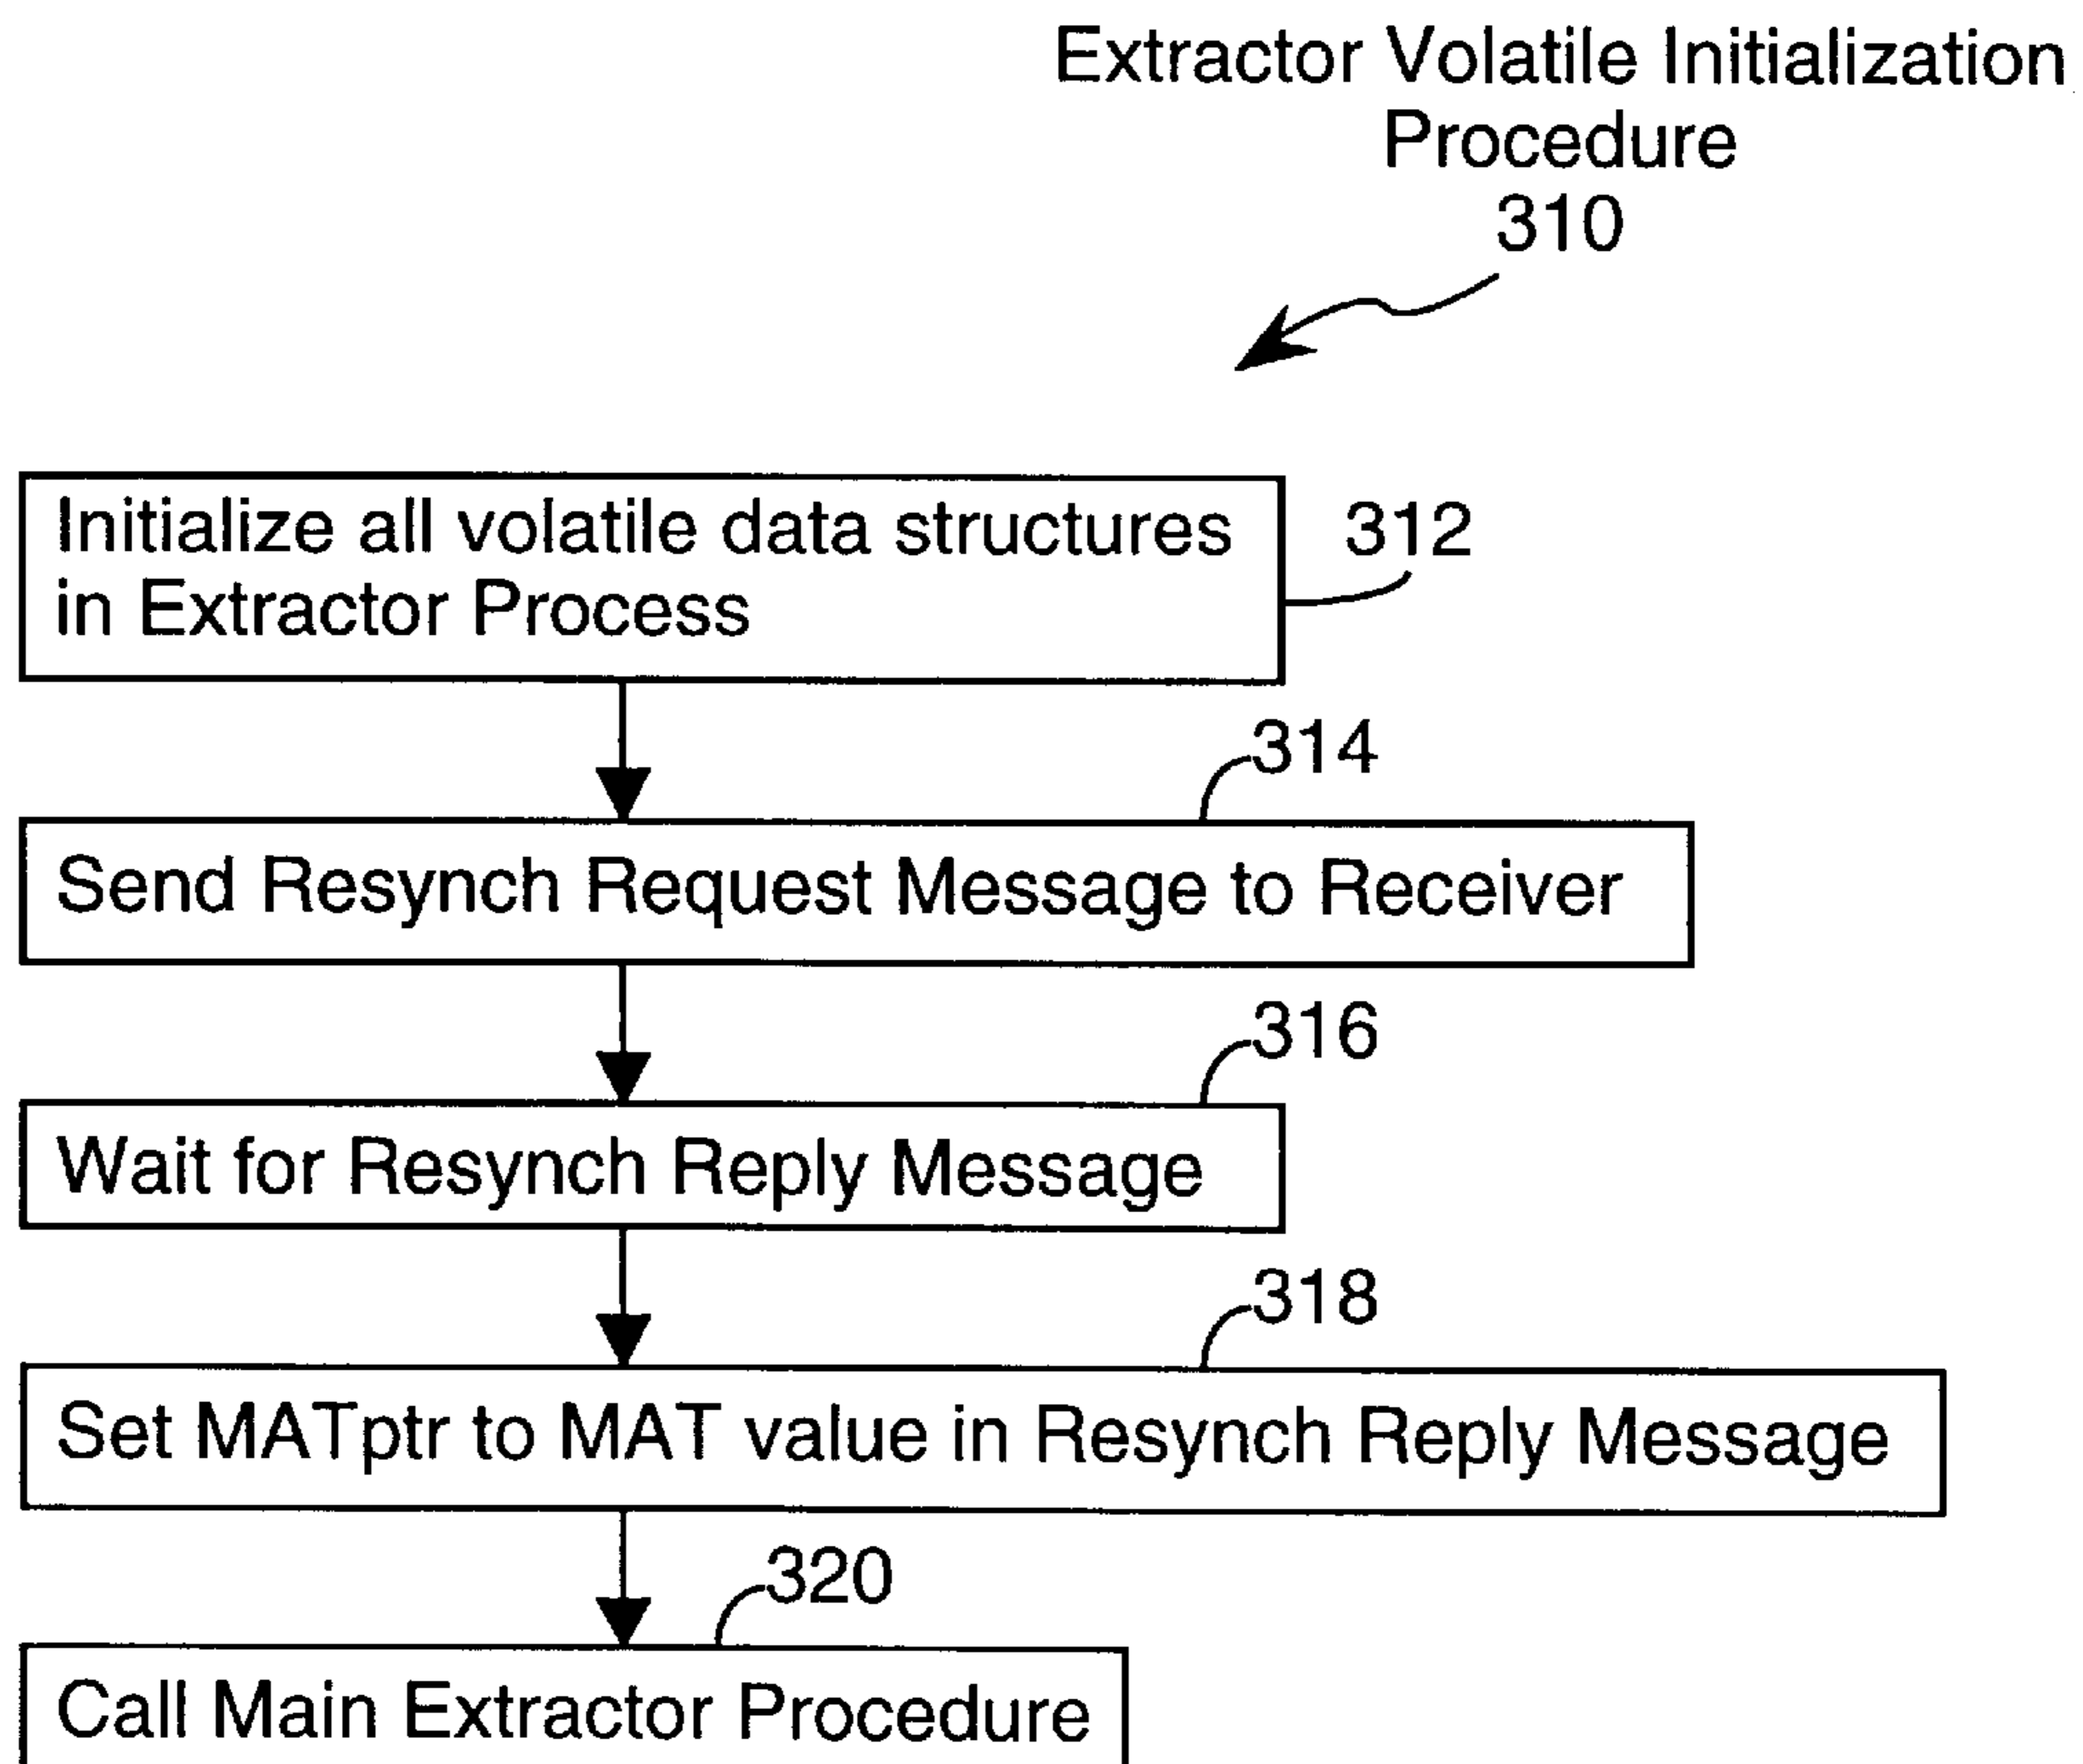 Extractor Volatile Initialization
Procedure
310
Initialize all volatile data structures
in Extractor Process
312
314
Send Resynch Request Message to Receiver
316
Wait for Resynch Reply Message
318
Set MATptr to MAT value in Resynch Reply Message
320
Call Main Extractor Procedure